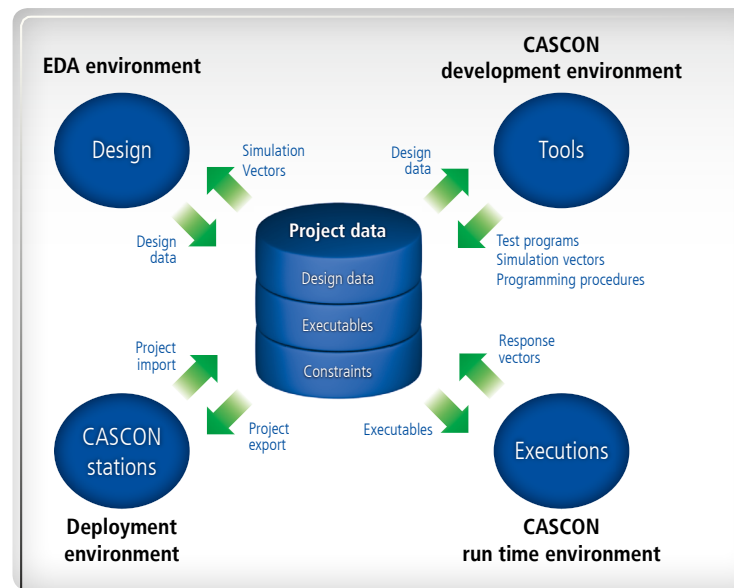 EDA environment
CASCON
development environment
Design
Simulation
Vectors
Design
data
Tools
Design
data
Test programs
Simulation vectors
Programming procedures
Project data
Design data
Executables
Constraints
Project
import
CASCON
stations
Project
export
Deployment
environment
Response
vectors
Executables
Executions
CASCON
run time environment